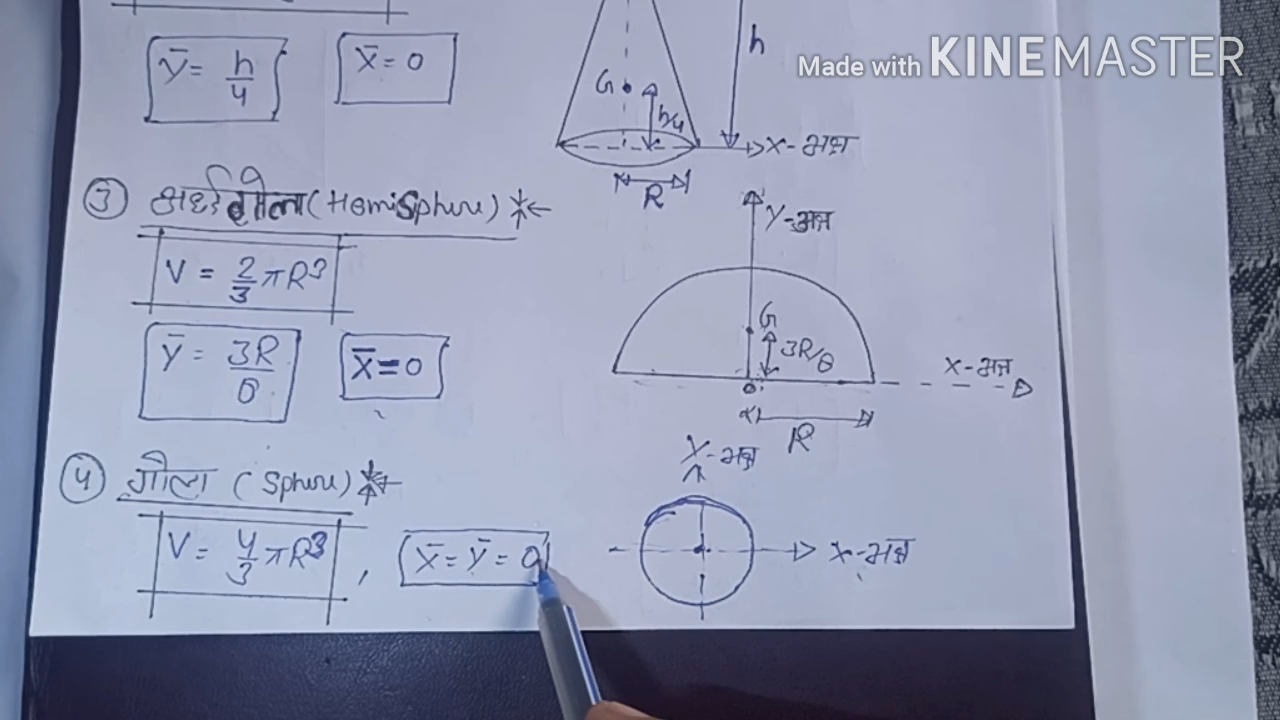 Made with KINEMASTER
ȳ = h/4
x̄ = 0
h
G
h/4
X-अक्ष
R
3 अर्धगोला (Hemisphere)
V = 2/3 πR³
ȳ = 3R/8
x̄ = 0
Y-अक्ष
G
3R/8
X-अक्ष
R
4 गोला (Sphere)
V = 4/3 πR³ , x̄ = ȳ = 0
Y-अक्ष
X-अक्ष